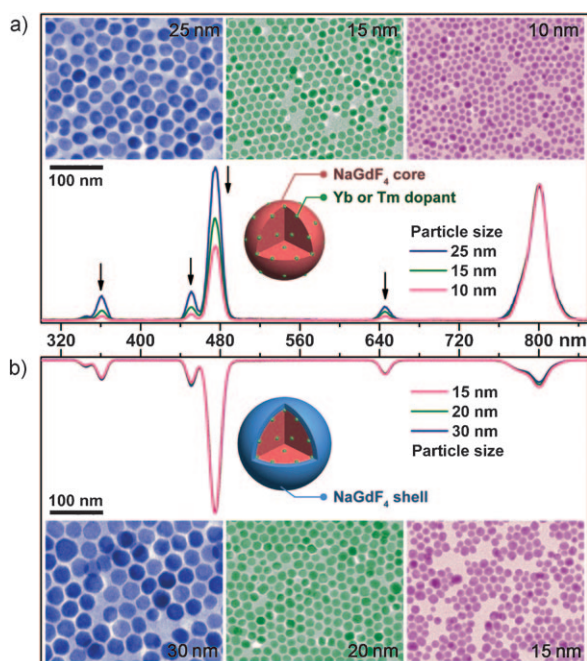 a)
25 nm
15 nm
10 nm
100 nm
NaGdF₄ core
Yb or Tm dopant
Particle size
25 nm
15 nm
10 nm
300 400 480 560 640 720 800 nm
b)
15 nm
20 nm
30 nm
Particle size
NaGdF₄ shell
100 nm
30 nm
20 nm
15 nm